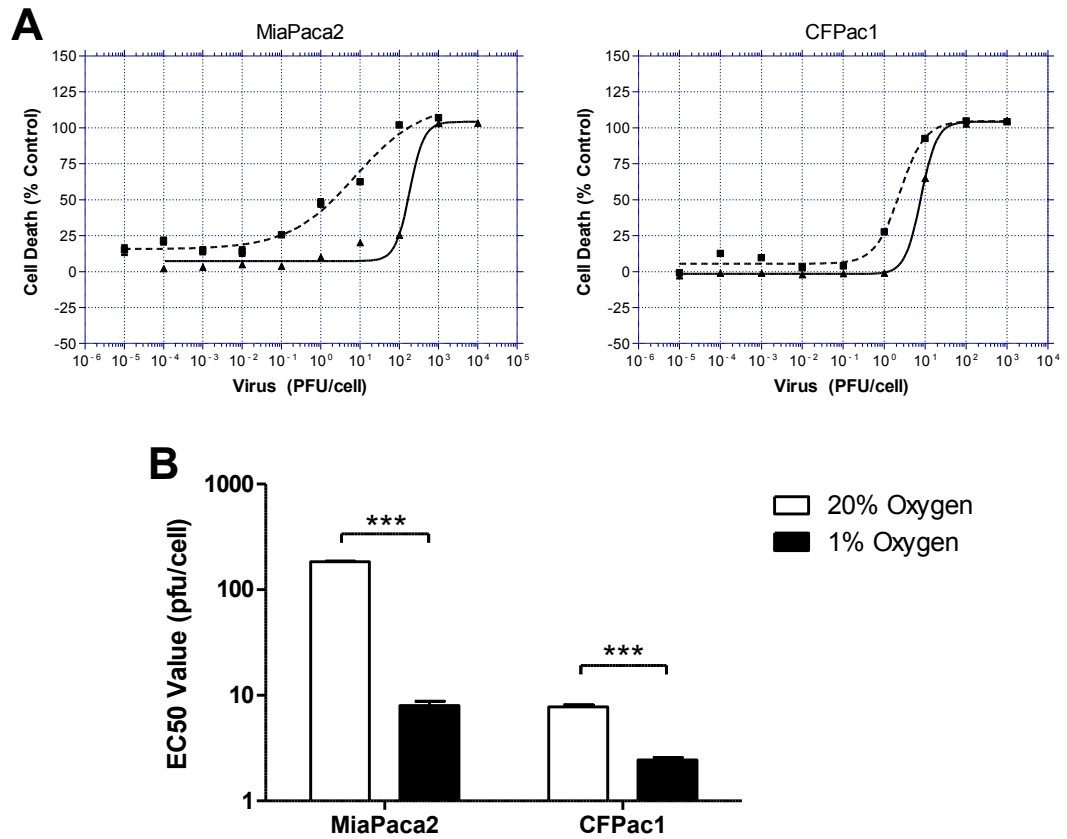 A
MiaPaca2
150
125
100
75
50
25
0
-25
-50
Cell Death (% Control)
10⁻⁶ 10⁻⁵ 10⁻⁴ 10⁻³ 10⁻² 10⁻¹ 10⁰ 10¹ 10² 10³ 10⁴ 10⁵
Virus (PFU/cell)
CFPac1
150
125
100
75
50
25
0
-25
-50
Cell Death (% Control)
10⁻⁶ 10⁻⁵ 10⁻⁴ 10⁻³ 10⁻² 10⁻¹ 10⁰ 10¹ 10² 10³ 10⁴
Virus (PFU/cell)
B
1000
100
10
1
EC50 Value (pfu/cell)
***
***
MiaPaca2 CFPac1
20% Oxygen
1% Oxygen